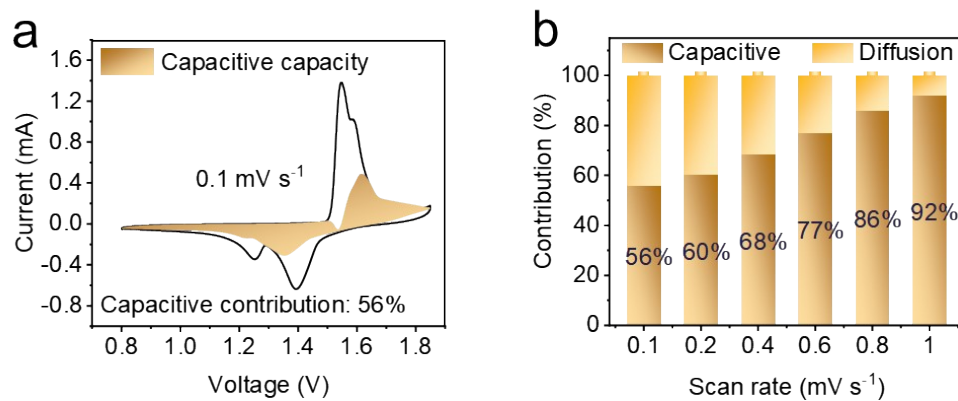 a
Capacitive capacity
0.1 mV s⁻¹
Capacitive contribution: 56%
Current (mA)
1.6
1.2
0.8
0.4
0.0
-0.4
-0.8
0.8 1.0 1.2 1.4 1.6 1.8
Voltage (V)
b
Capacitive Diffusion
Contribution (%)
100
80
60
40
20
0
56% 60% 68% 77% 86% 92%
0.1 0.2 0.4 0.6 0.8 1
Scan rate (mV s⁻¹)